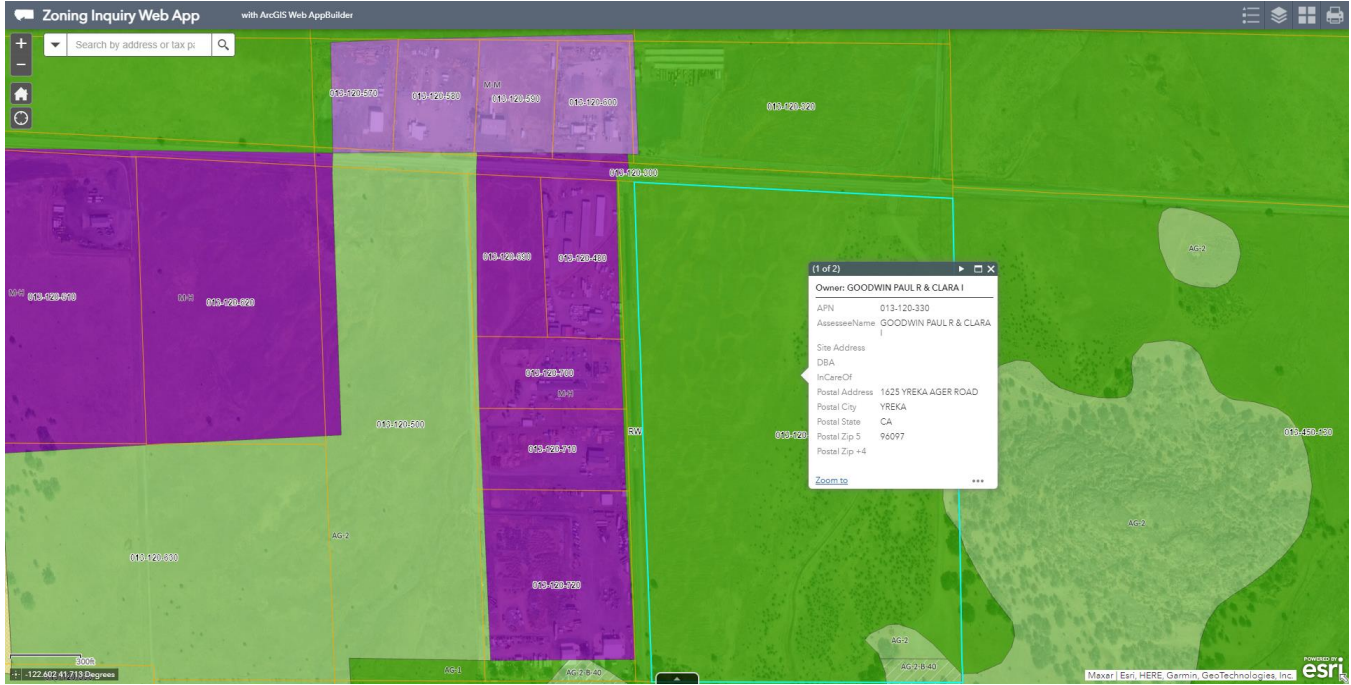 Zoning Inquiry Web App
with ArcGIS Web AppBuilder
Search by address or tax p
013-120-570
013-120-580
M-M
013-120-590
013-120-600
013-120-320
013-120-300
M-H
013-120-610
M-H
013-120-620
013-120-690
013-120-480
AG-2
(1 of 2)
Owner: GOODWIN PAUL R & CLARA I
APN 013-120-330
AssesseeName GOODWIN PAUL R & CLARA
I
Site Address
DBA
InCareOf
Postal Address 1625 YREKA AGER ROAD
Postal City YREKA
Postal State CA
Postal Zip 5 96097
Postal Zip +4
Zoom to
013-120-700
M-H
013-120-500
RW
013-120
013-450-130
013-120-710
AG-2
AG-2
013-120-630
013-120-720
AG-2
AG-1
AG-2-B-40
AG-2-B-40
300ft
-122.602 41.713 Degrees
Maxar | Esri, HERE, Garmin, GeoTechnologies, Inc.
POWERED BY
esri